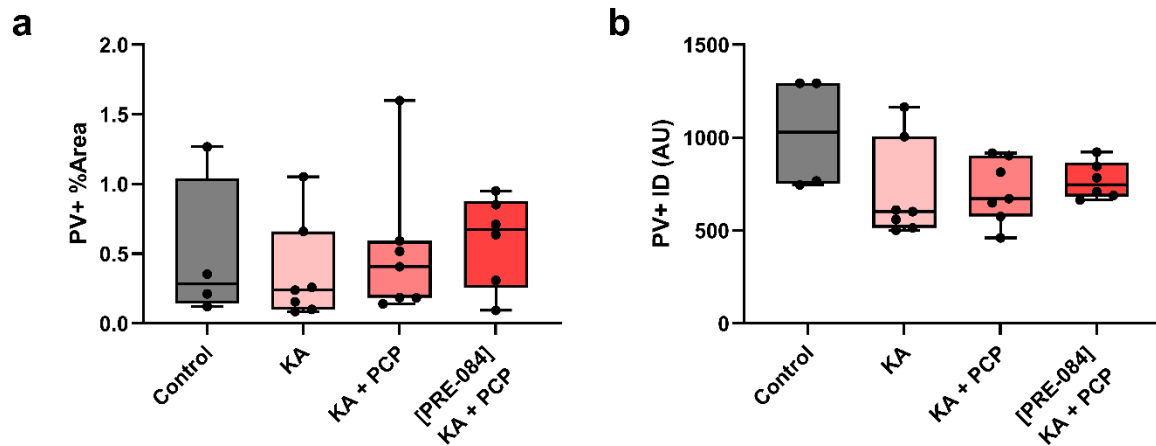 a
PV+ %Area
2.0
1.5
1.0
0.5
0.0
Control
KA
KA + PCP
[PRE-084]
KA + PCP
b
PV+ ID (AU)
1500
1000
500
0
Control
KA
KA + PCP
[PRE-084]
KA + PCP